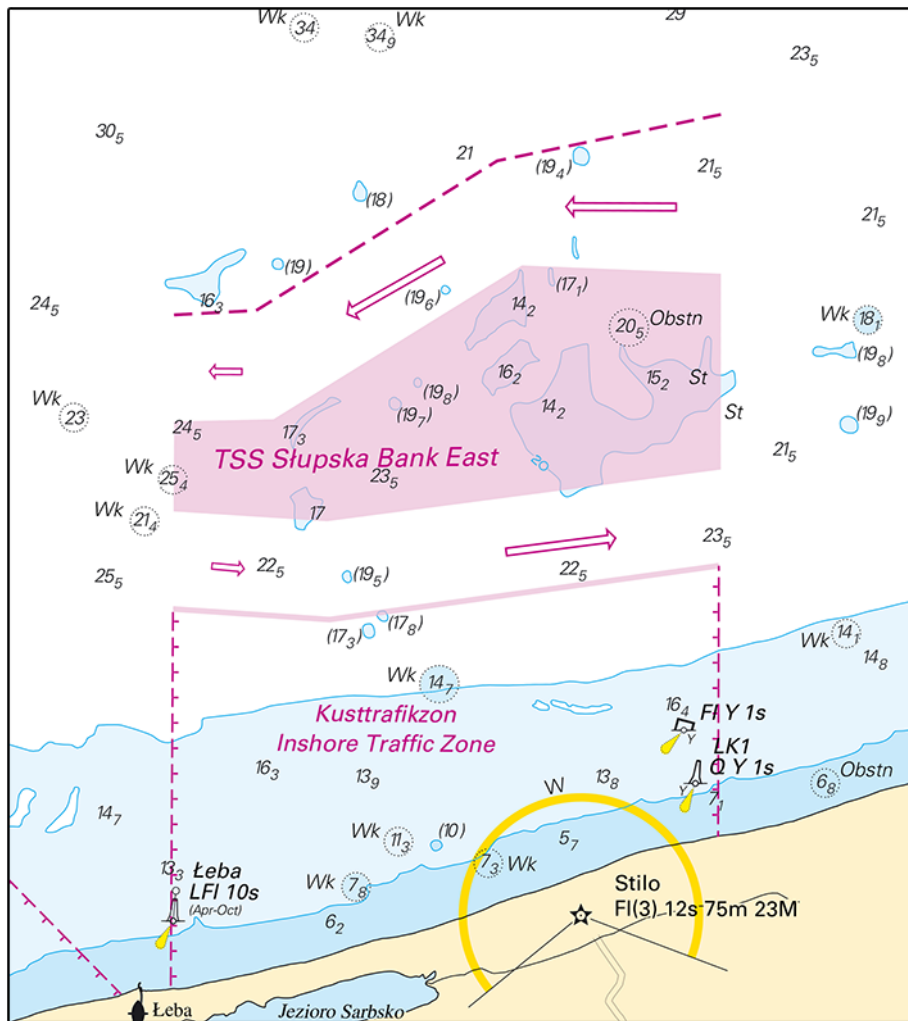 Wk 34 Wk 34₉ 29
23₅
30₅ 21 (19₄) 21₅
(18) 21₅
(19)
24₅ 16₃ (19₆) 14₂ (17₁)
20₅ Obstn Wk 18₁
(19₈)
16₂ 15₂ St
(19₈)
Wk 23 (19₇) 14₂ St (19₉)
24₅ 17₃
TSS Słupska Bank East
21₅
Wk 25₄ 23₅ 20
Wk 21₄ 17
23₅
25₅ 22₅ (19₅) 22₅
(17₃) (17₈)
Wk 14₁
14₈
Wk 14₇
Kusttrafikzon
Inshore Traffic Zone
16₄ Fl Y 1s
Y
LK1
Q Y 1s
Y 7₁
16₃ 13₉ 13₈ 6₈ Obstn
W
14₇
Wk 11₃ (10) 5₇
7₃ Wk
13₃ Łeba
LFl 10s
(Apr-Oct)
Wk 7₈
6₂
Stilo
Fl(3) 12s 75m 23M
Łeba Jezioro Sarbsko